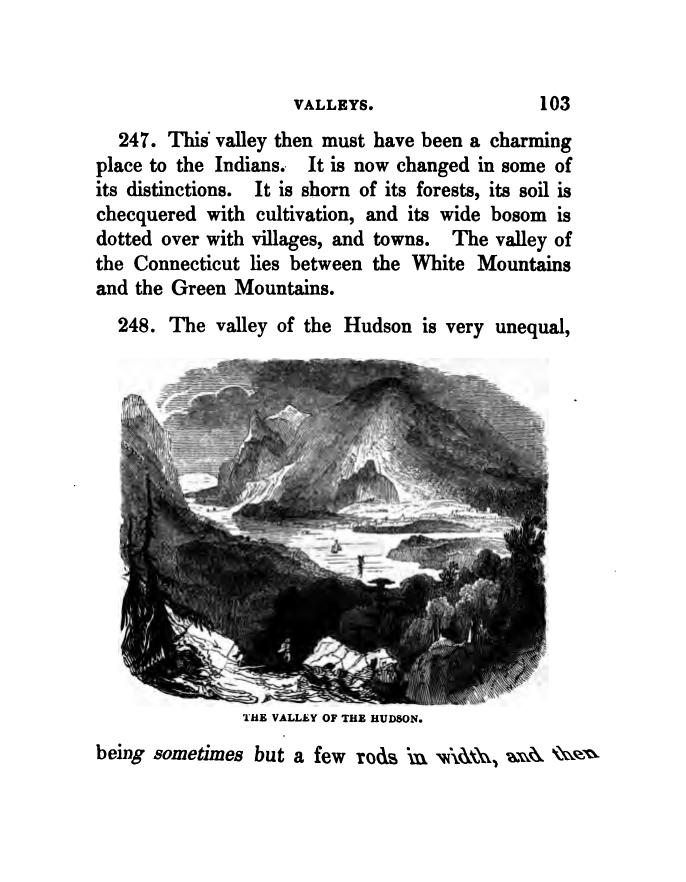 VALLEYS. 103
247. This valley then must have been a charming
place to the Indians. It is now changed in some of
its distinctions. It is shorn of its forests, its soil is
checquered with cultivation, and its wide bosom is
dotted over with villages, and towns. The valley of
the Connecticut lies between the White Mountains
and the Green Mountains.
248. The valley of the Hudson is very unequal,
THE VALLEY OF THE HUDSON.
being sometimes but a few rods in width, and then